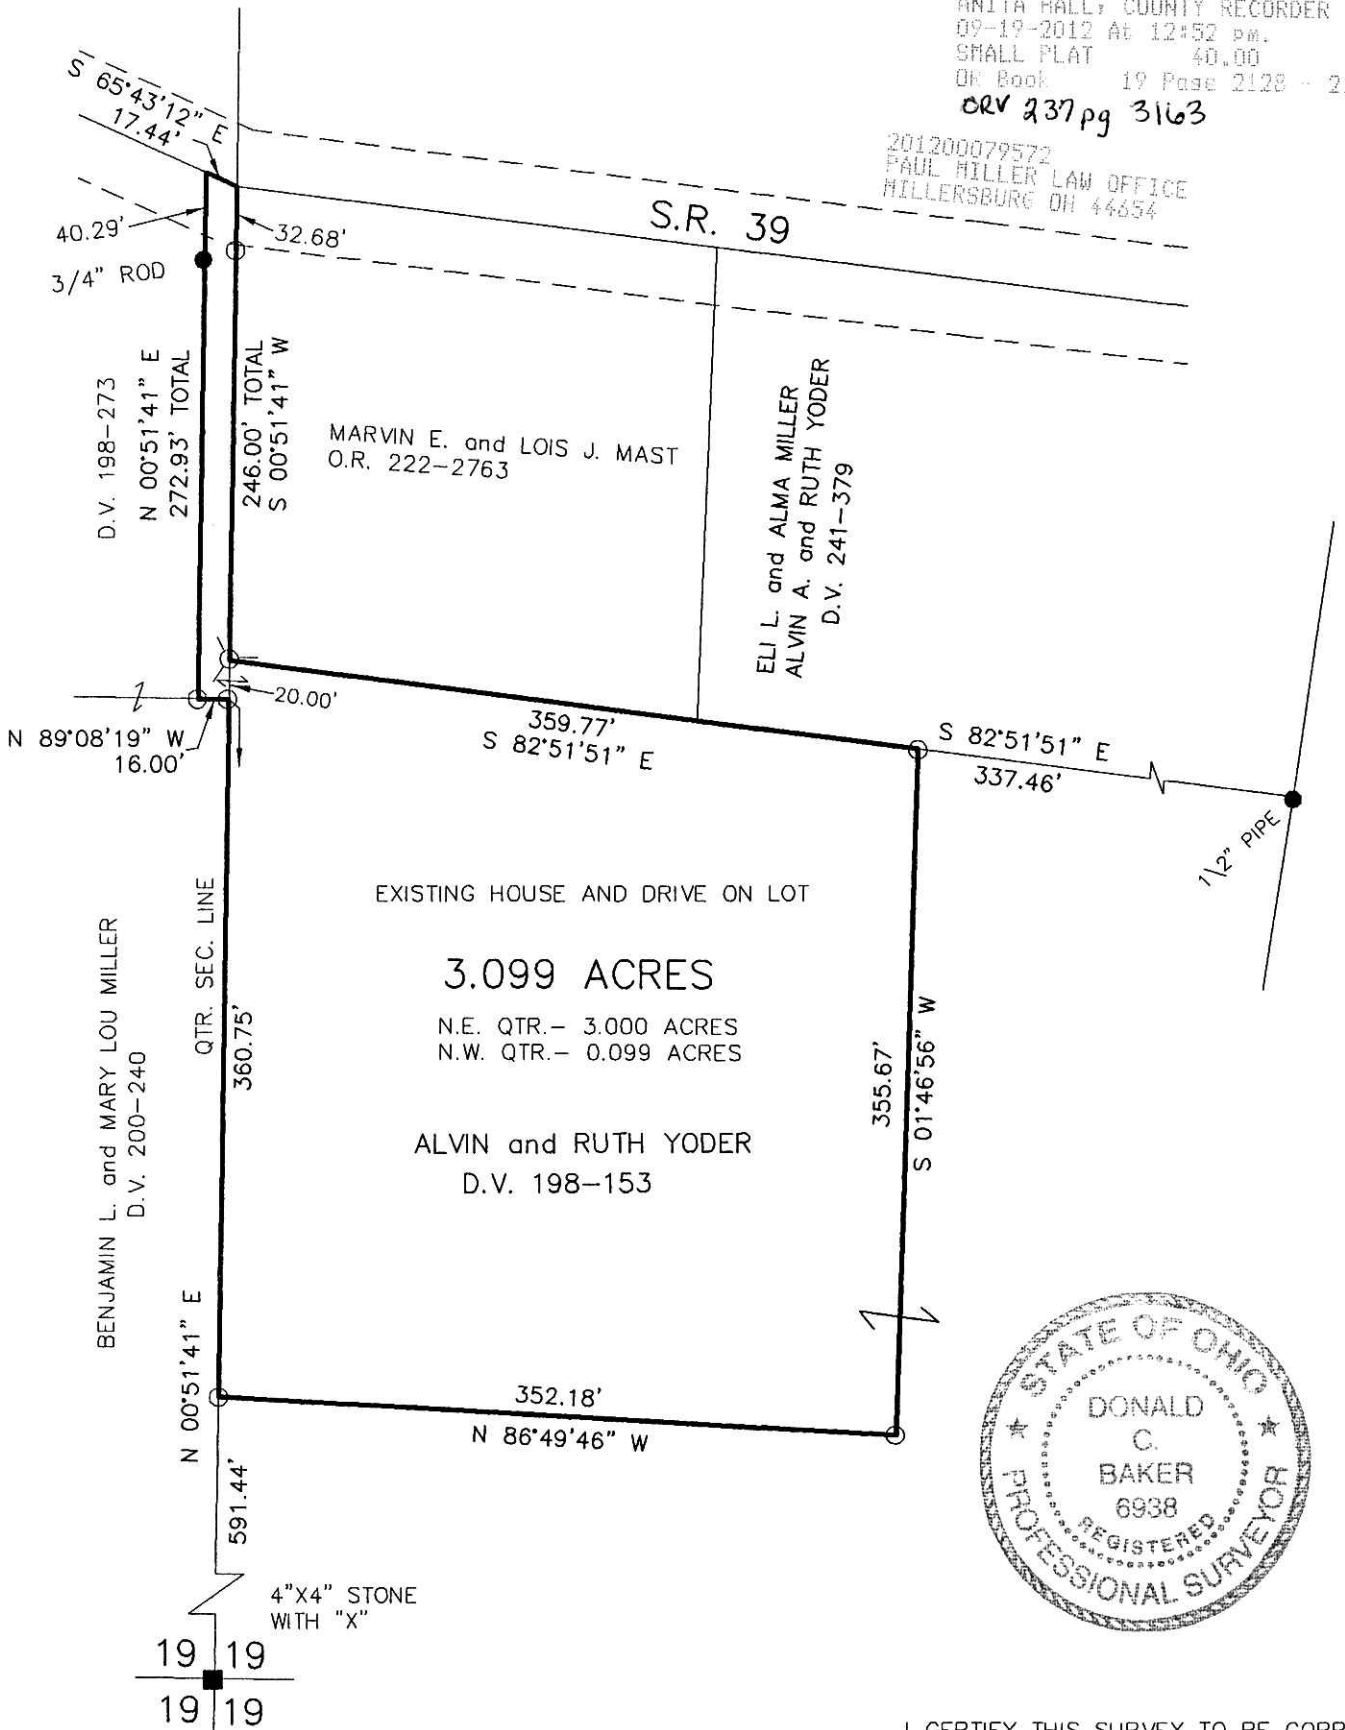 ANITA HALL, COUNTY RECORDER
09-19-2012 At 12:52 pm.
SMALL PLAT 40.00
OR Book 19 Page 2128 -
ORV 237 pg 3163
201200079572
PAUL MILLER LAW OFFICE
MILLERSBURG OH 44654
S 65°43'12" E
17.44'
40.29'
32.68'
3/4" ROD
S.R. 39
D.V. 198-273
N 00°51'41" E
272.93' TOTAL
246.00' TOTAL
S 00°51'41" W
MARVIN E. and LOIS J. MAST
O.R. 222-2763
ELI L. and ALMA MILLER
ALVIN A. and RUTH YODER
D.V. 241-379
20.00'
N 89°08'19" W
16.00'
359.77'
S 82°51'51" E
S 82°51'51" E
337.46'
1/2" PIPE
EXISTING HOUSE AND DRIVE ON LOT
3.099 ACRES
N.E. QTR.- 3.000 ACRES
N.W. QTR.- 0.099 ACRES
ALVIN and RUTH YODER
D.V. 198-153
BENJAMIN L. and MARY LOU MILLER
D.V. 200-240
QTR. SEC. LINE
360.75'
355.67'
S 01°46'56" W
N 00°51'41" E
352.18'
N 86°49'46" W
591.44'
4"X4" STONE
WITH "X"
19 19
19 19
STATE OF OHIO
DONALD
C.
BAKER
6938
REGISTERED
PROFESSIONAL SURVEYOR
I CERTIFY THIS SURVEY TO BE